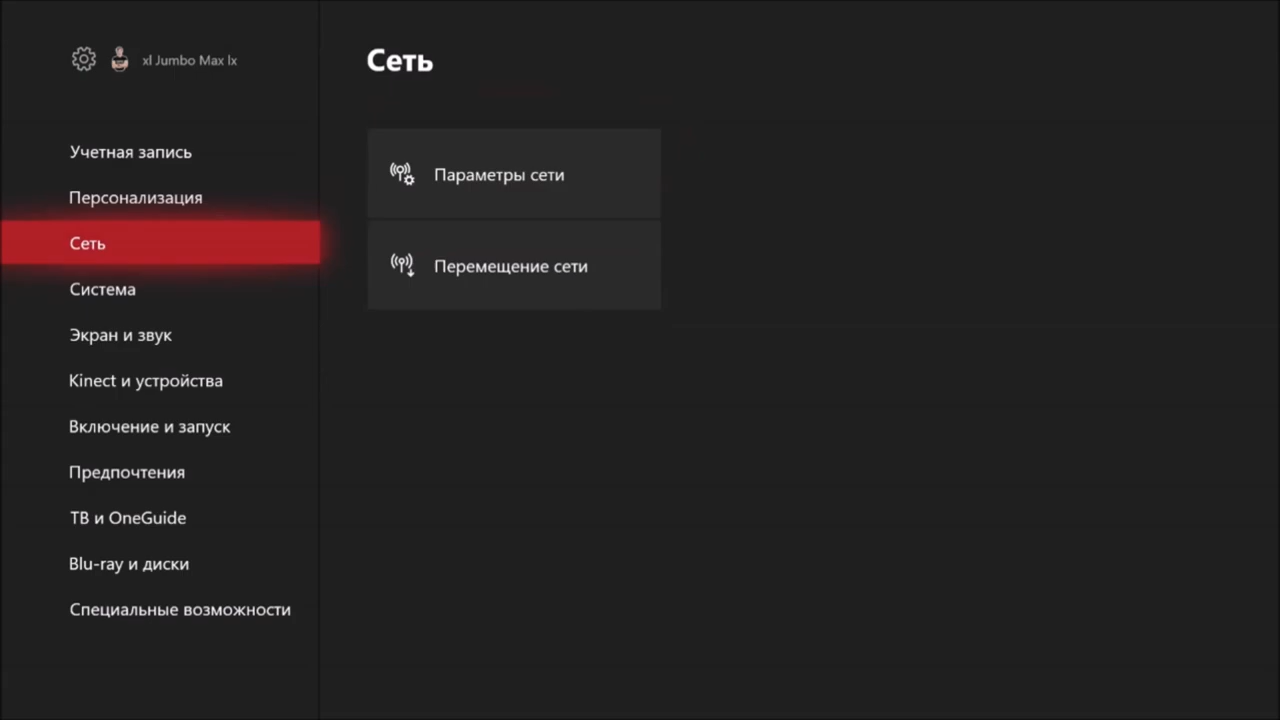 xl Jumbo Max lx
Учетная запись
Персонализация
Сеть
Система
Экран и звук
Kinect и устройства
Включение и запуск
Предпочтения
ТВ и OneGuide
Blu-ray и диски
Специальные возможности
Сеть
Параметры сети
Перемещение сети